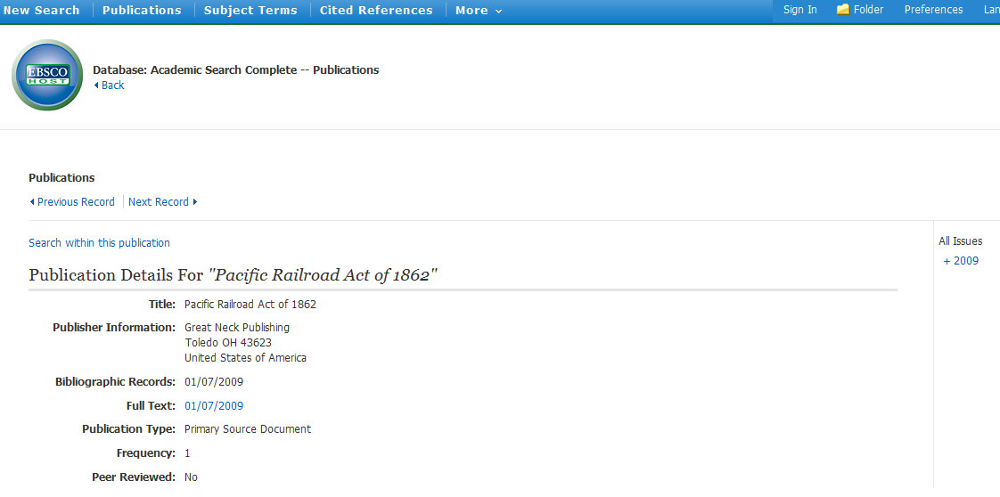 New Search Publications Subject Terms Cited References More Sign In Folder Preferences Lan
EBSCO
HOST
Database: Academic Search Complete -- Publications
Back
Publications
Previous Record Next Record
Search within this publication
All Issues
+ 2009
Publication Details For "Pacific Railroad Act of 1862"
Title: Pacific Railroad Act of 1862
Publisher Information: Great Neck Publishing
Toledo OH 43623
United States of America
Bibliographic Records: 01/07/2009
Full Text: 01/07/2009
Publication Type: Primary Source Document
Frequency: 1
Peer Reviewed: No